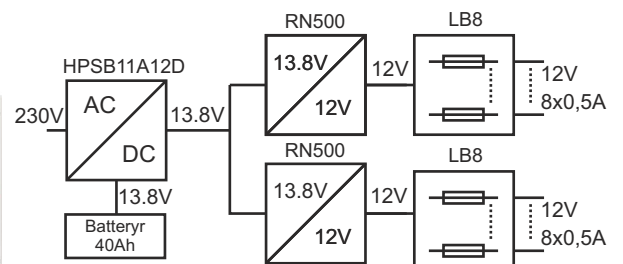 RN500
LB8
HPSB11A12D
13.8V
12V
12V
12V
8x0,5A
230V
AC
DC
13.8V
13.8V
Batteryr
40Ah
RN500
LB8
13.8V
12V
12V
12V
8x0,5A